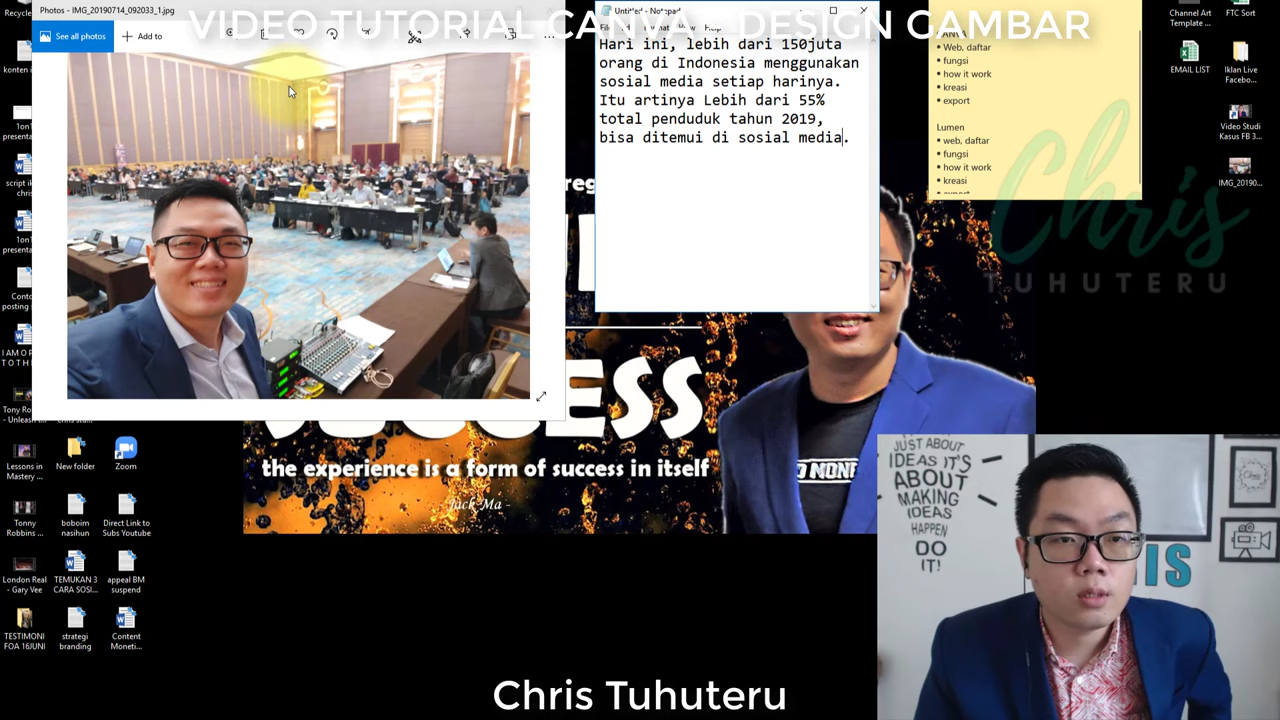 VIDEO TUTORIAL CANVA - DESIGN GAMBAR
Photos - IMG_20190714_092033_1.jpg
See all photos
Add to
Untitled - Notepad
Hari ini, lebih dari 150juta
orang di Indonesia menggunakan
sosial media setiap harinya.
Itu artinya Lebih dari 55%
total penduduk tahun 2019,
bisa ditemui di sosial media.
• Web, daftar
• fungsi
• how it work
• kreasi
• export
Lumen
• web, daftar
• fungsi
• how it work
• kreasi
Channel Art
Template ...
FTC Sort
EMAIL LIST
Iklan Live
Facebo...
Video Studi
Kasus FB 3...
IMG_20190...
Chris
TUHUTERU
the experience is a form of success in itself
- Jack Ma -
Lessons in
Mastery ...
New folder
Zoom
Tonny
Robbins ...
boboim
nasihun
Direct Link to
Subs Youtube
London Real
- Gary Vee
TEMUKAN 3
CARA SOSI...
appeal BM
suspend
TESTIMONI
FOA 16JUNI
strategi
branding
Content
Moneti...
JUST ABOUT
IDEAS IT'S
ABOUT
MAKING
IDEAS
HAPPEN
DO
IT!
Chris Tuhuteru